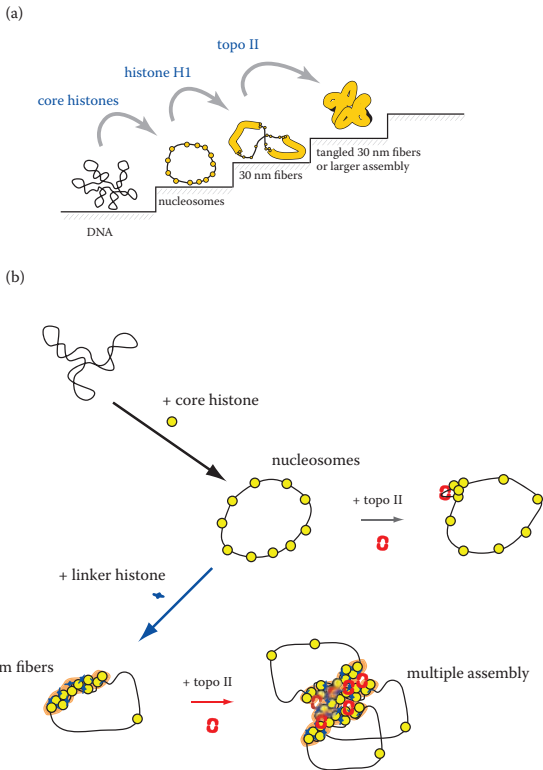 (a)
topo II
histone H1
core histones
tangled 30 nm fibers
or larger assembly
30 nm fibers
nucleosomes
DNA
(b)
+ core histone
nucleosomes
+ topo II
+ linker histone
m fibers
+ topo II
multiple assembly